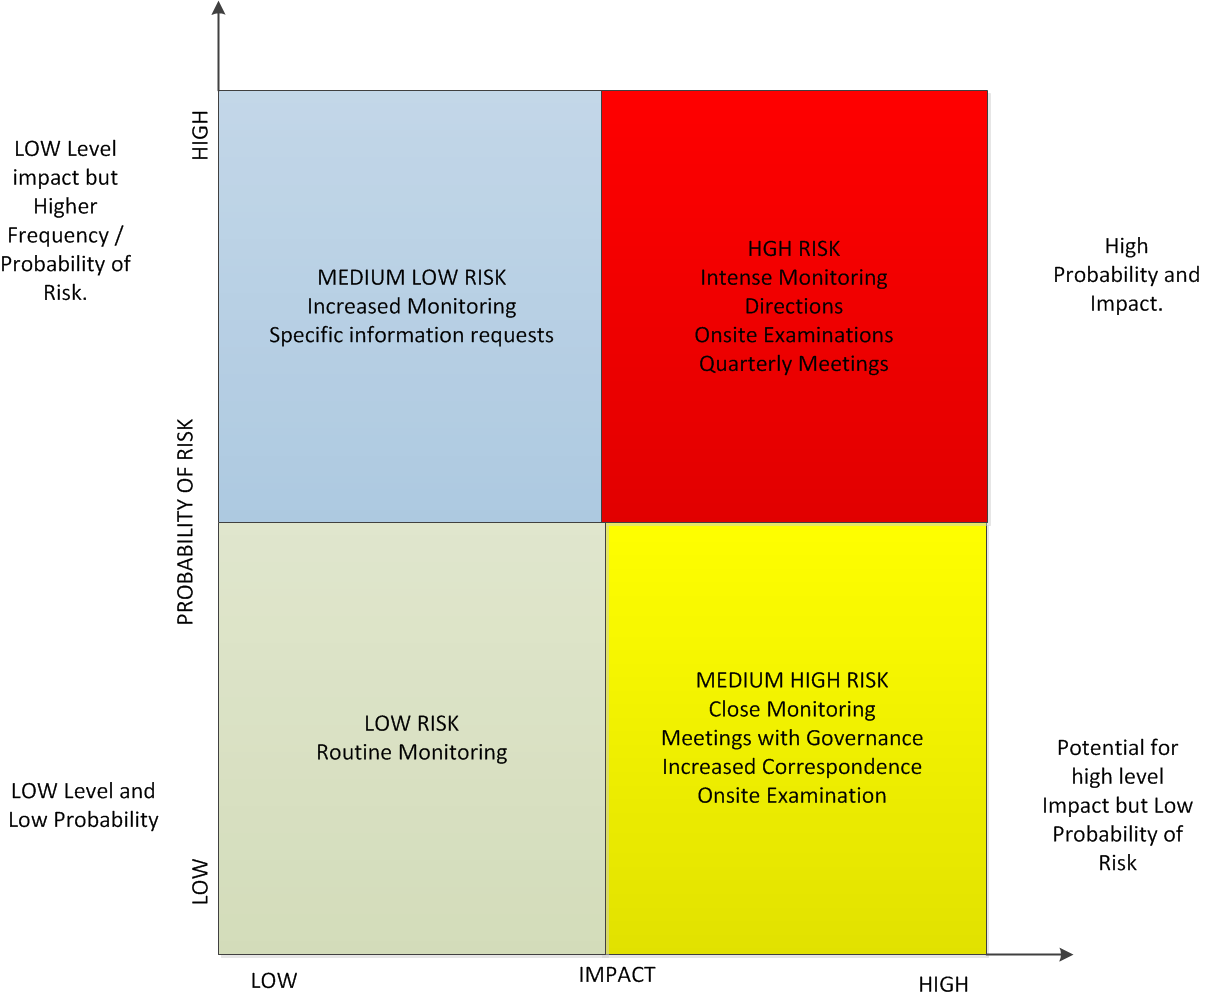 HIGH
LOW Level
impact but
Higher
Frequency /
Probability of
Risk.
MEDIUM LOW RISK
Increased Monitoring
Specific information requests
HGH RISK
Intense Monitoring
Directions
Onsite Examinations
Quarterly Meetings
High
Probability and
Impact.
PROBABILITY OF RISK
LOW Level and
Low Probability
LOW RISK
Routine Monitoring
MEDIUM HIGH RISK
Close Monitoring
Meetings with Governance
Increased Correspondence
Onsite Examination
Potential for
high level
Impact but Low
Probability of
Risk
LOW
LOW
IMPACT
HIGH